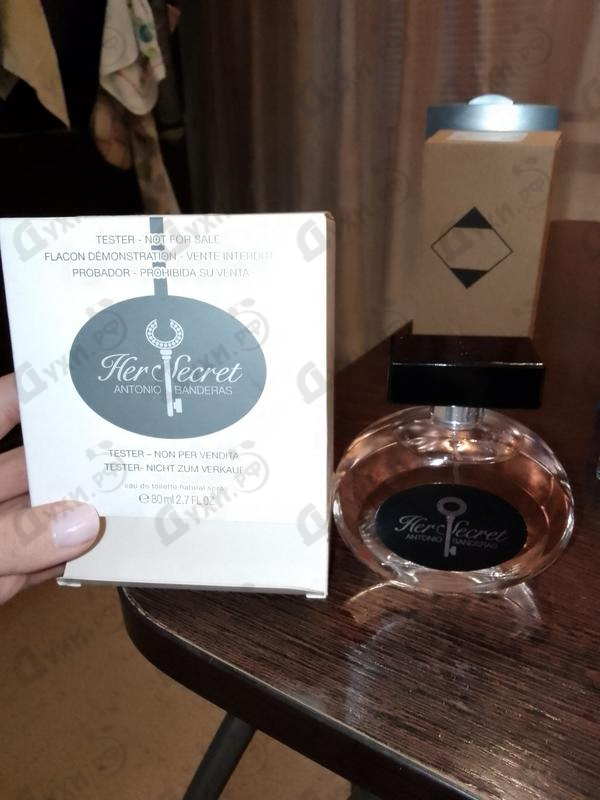 TESTER - NOT FOR SALE
FLACON DÉMONSTRATION - VENTE INTERDIT
PROBADOR - PROHIBIDA SU VENTA
Her Secret
ANTONIO BANDERAS
TESTER – NON PER VENDITA
TESTER- NICHT ZUM VERKAUF
eau de toilette natural spray
℮80ml 2.7 FL.OZ
Her Secret
ANTONIO BANDERAS
Духи.рф